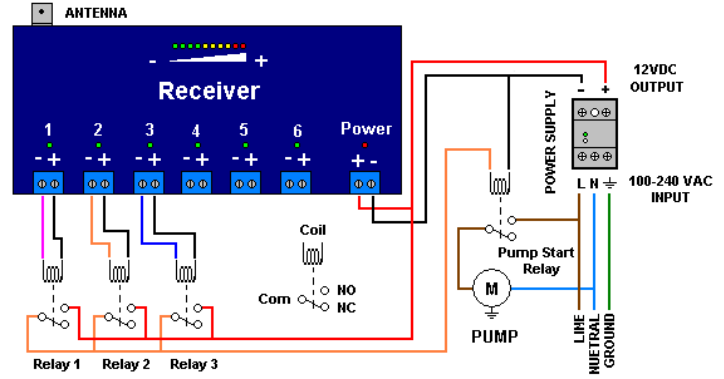 ANTENNA
- +
Receiver
1 2 3 4 5 6 Power
- + - + - + - + - + - + + -
12VDC
OUTPUT
- +
POWER SUPPLY
L N
100-240 VAC
INPUT
Coil
Com
NO
NC
Pump Start
Relay
M
PUMP
LINE
NUETRAL
GROUND
Relay 1 Relay 2 Relay 3